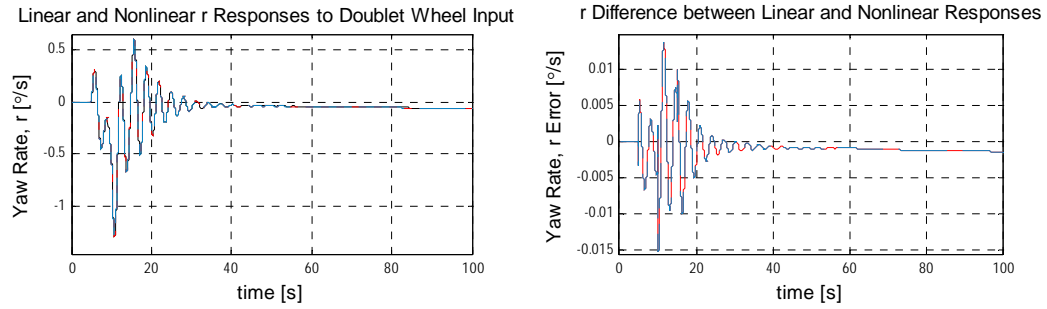 Linear and Nonlinear r Responses to Doublet Wheel Input
Yaw Rate, r [°/s]
0.5
0
-0.5
-1
0 20 40 60 80 100
time [s]
r Difference between Linear and Nonlinear Responses
Yaw Rate, r Error [°/s]
0.01
0.005
0
-0.005
-0.01
-0.015
0 20 40 60 80 100
time [s]